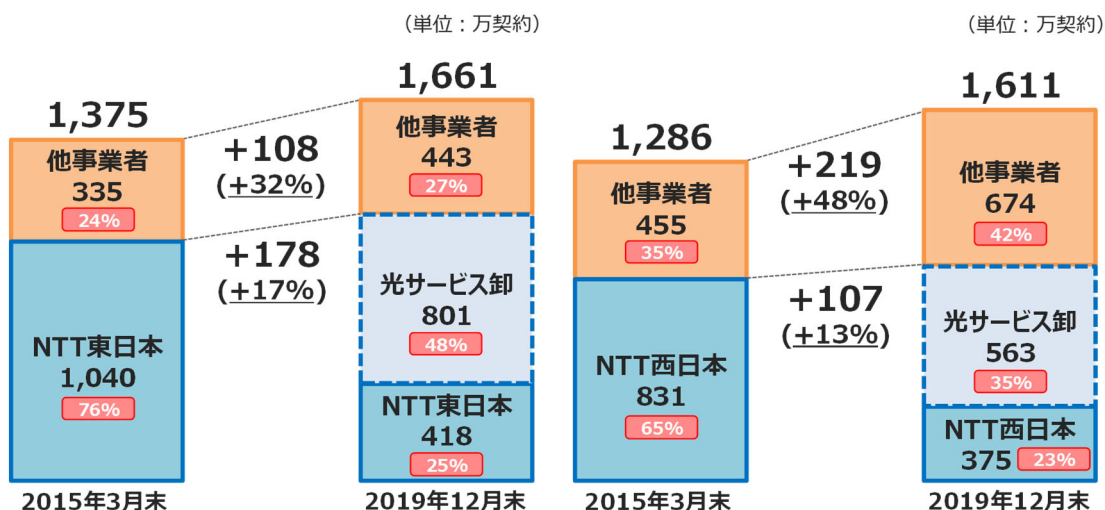 （単位：万契約）
1,375
他事業者
335
24%
NTT東日本
1,040
76%
2015年3月末
+108
(+32%)
+178
(+17%)
1,661
他事業者
443
27%
光サービス卸
801
48%
NTT東日本
418
25%
2019年12月末
（単位：万契約）
1,286
他事業者
455
35%
NTT西日本
831
65%
2015年3月末
+219
(+48%)
+107
(+13%)
1,611
他事業者
674
42%
光サービス卸
563
35%
NTT西日本
375 23%
2019年12月末